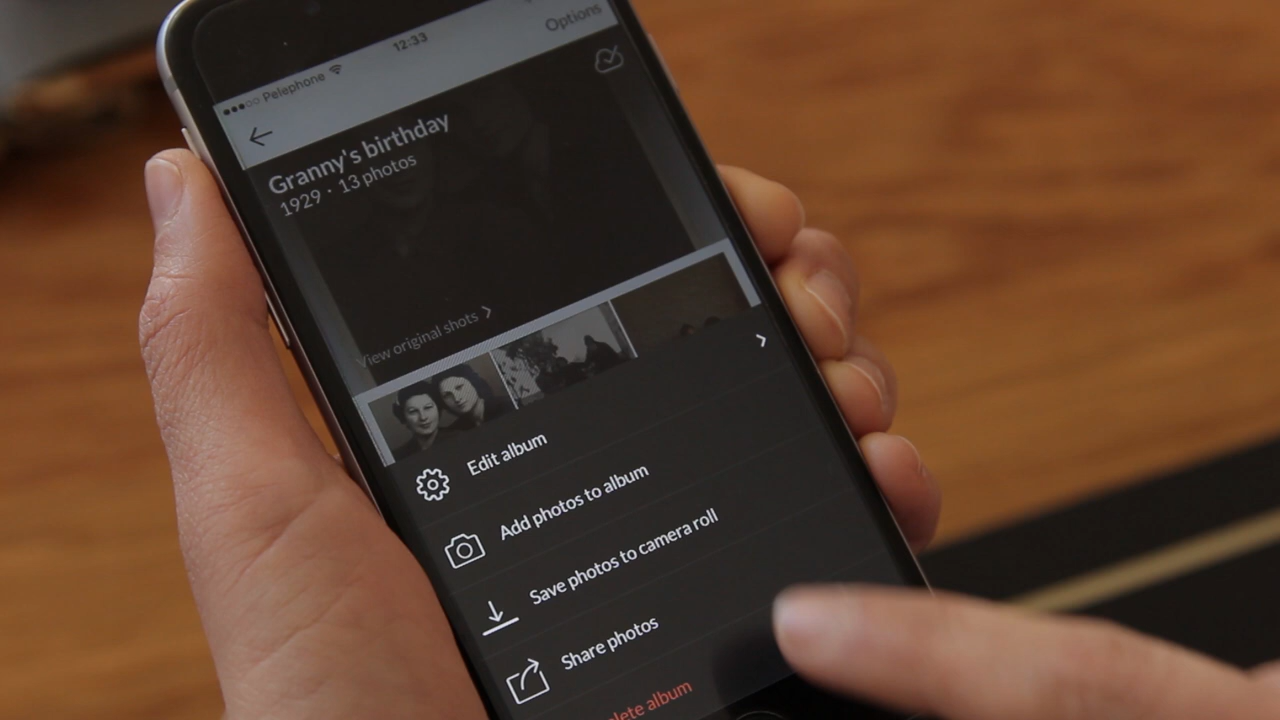 12:33
Options
Pelephone
Granny's birthday
1929 · 13 photos
View original shots
Edit album
Add photos to album
Save photos to camera roll
Share photos
album